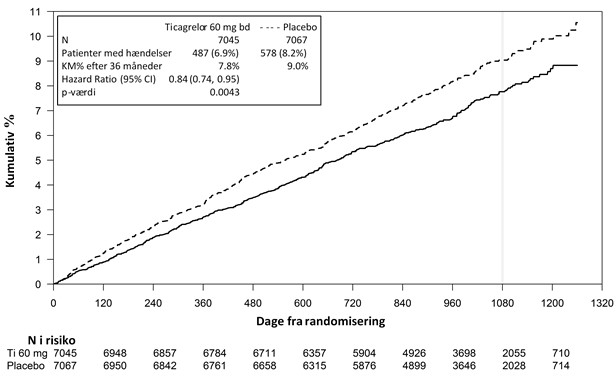 Ticagrelor 60 mg bd Placebo
N 7045 7067
Patienter med hændelser 487 (6.9%) 578 (8.2%)
KM% efter 36 måneder 7.8% 9.0%
Hazard Ratio (95% CI) 0.84 (0.74, 0.95)
p-værdi 0.0043
Kumulativ %
11
10
9
8
7
6
5
4
3
2
1
0
0 120 240 360 480 600 720 840 960 1080 1200 1320
Dage fra randomisering
N i risiko
Ti 60 mg 7045 6948 6857 6784 6711 6357 5904 4926 3698 2055 710
Placebo 7067 6950 6842 6761 6658 6315 5876 4899 3646 2028 714